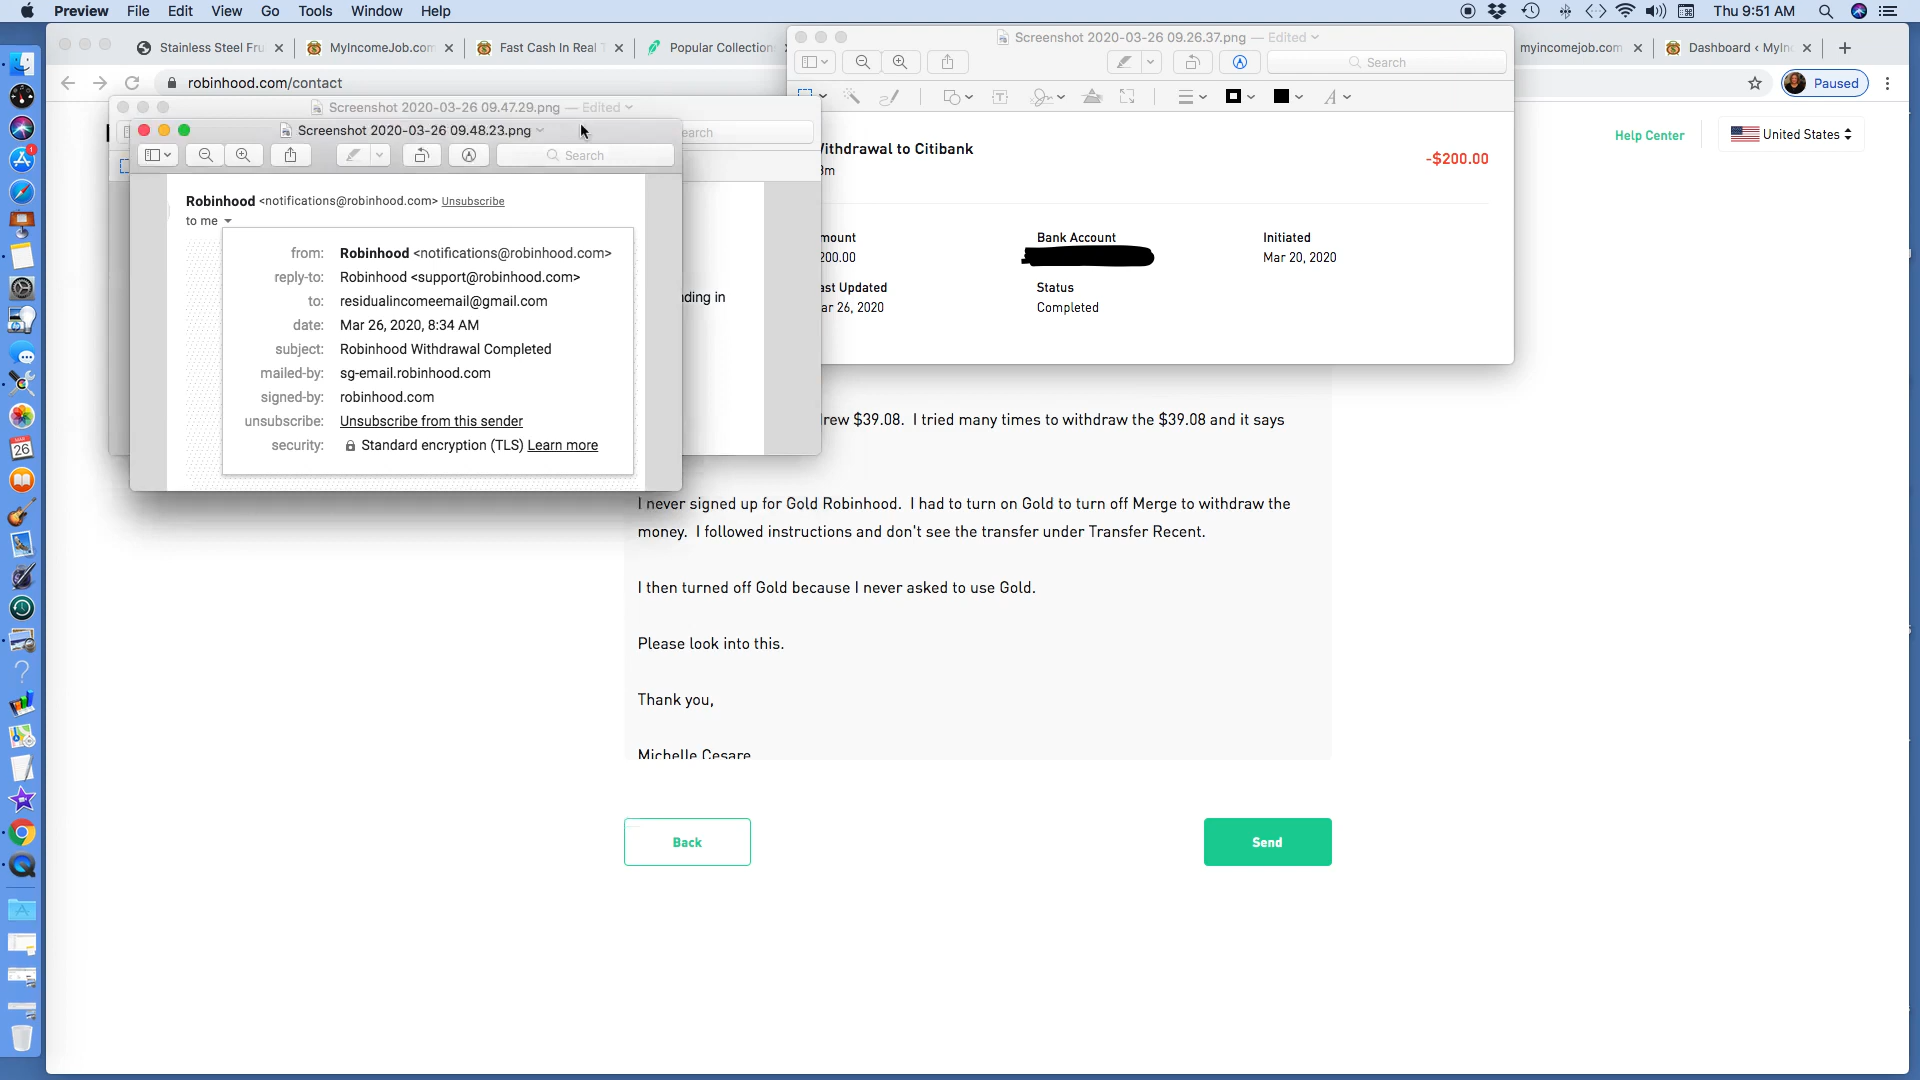 Preview File Edit View Go Tools Window Help
Thu 9:51 AM
Stainless Steel Fru
MyIncomeJob.com
Fast Cash In Real
Popular Collection
myincomejob.com
Dashboard ‹ MyInc
robinhood.com/contact
Paused
Screenshot 2020-03-26 09.26.37.png — Edited
Search
Screenshot 2020-03-26 09.47.29.png — Edited
earch
Screenshot 2020-03-26 09.48.23.png
Search
Help Center
United States
ithdrawal to Citibank
-$200.00
3m
mount
Bank Account
Initiated
200.00
Mar 20, 2020
ast Updated
Status
ar 26, 2020
Completed
Robinhood <notifications@robinhood.com> Unsubscribe
to me
from: Robinhood <notifications@robinhood.com>
reply-to: Robinhood <support@robinhood.com>
to: residualincomeemail@gmail.com
date: Mar 26, 2020, 8:34 AM
subject: Robinhood Withdrawal Completed
mailed-by: sg-email.robinhood.com
signed-by: robinhood.com
unsubscribe: Unsubscribe from this sender
security: Standard encryption (TLS) Learn more
nding in
rew $39.08. I tried many times to withdraw the $39.08 and it says
I never signed up for Gold Robinhood. I had to turn on Gold to turn off Merge to withdraw the
money. I followed instructions and don't see the transfer under Transfer Recent.
I then turned off Gold because I never asked to use Gold.
Please look into this.
Thank you,
Michelle Cesare
Back
Send